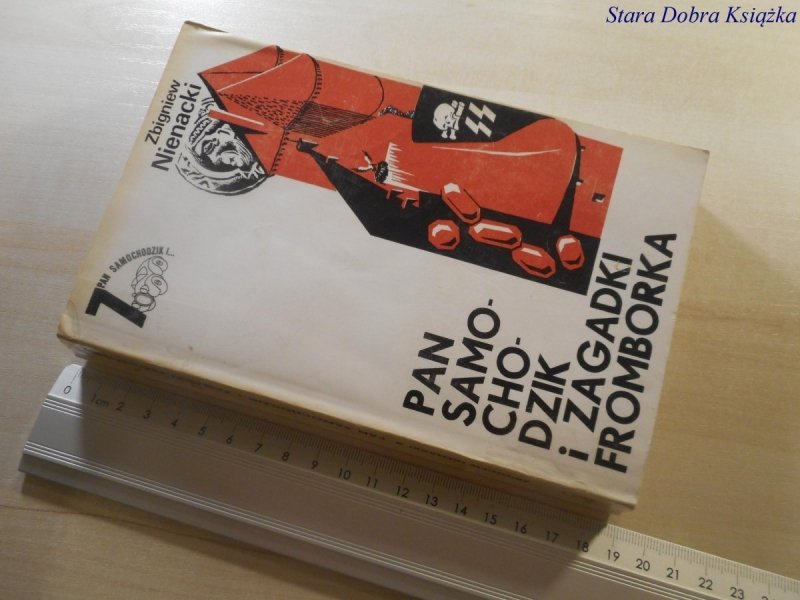 Stara Dobra Książka
Zbigniew
Nienacki
7
PAN SAMOCHODZIK I...
PAN
SAMO-
CHO-
DZIK
i ZAGADKI
FROMBORKA
0 1cm 2 3 4 5 6 7 8 9 10 11 12 13 14 15 16 17 18 19 20 21 22 23